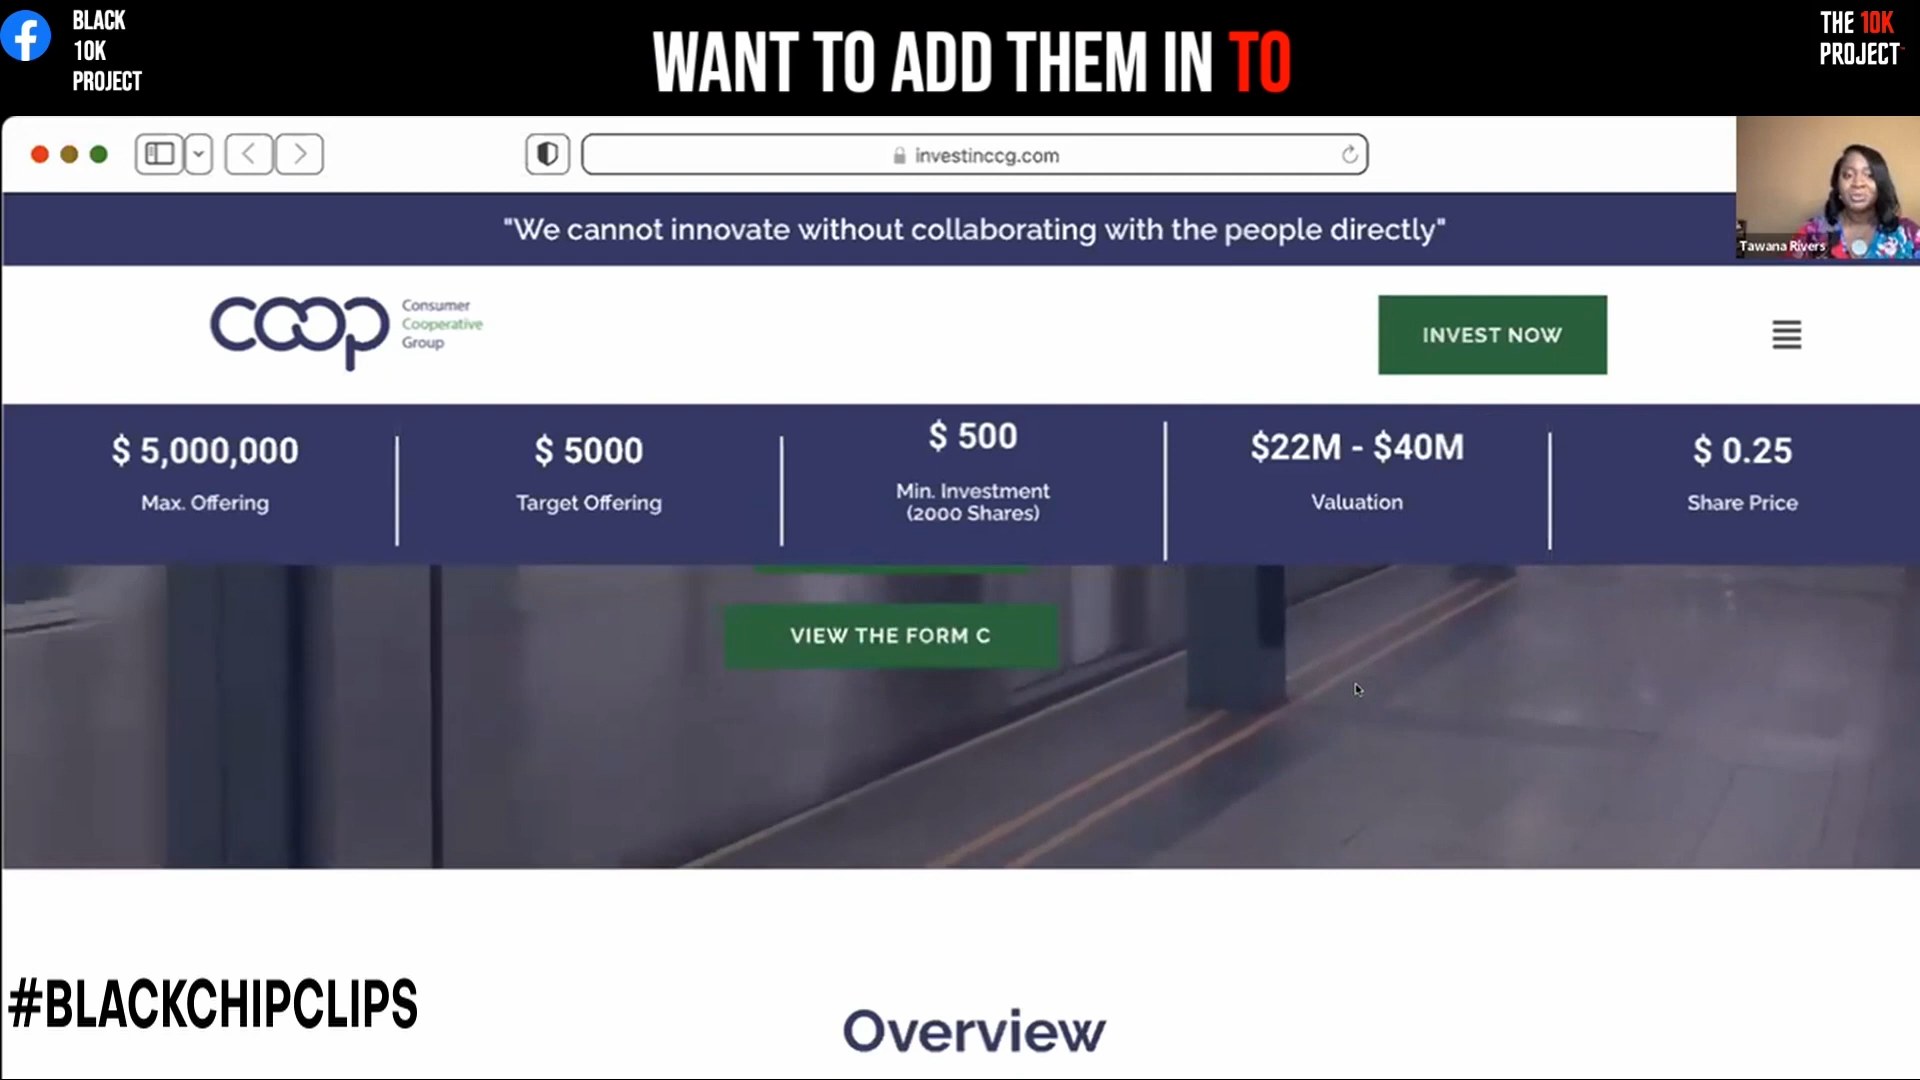 BLACK
10K
PROJECT
WANT TO ADD THEM IN TO
THE 10K
PROJECT
investinccg.com
"We cannot innovate without collaborating with the people directly"
Tawana Rivers
coop
Consumer
Cooperative
Group
INVEST NOW
$ 5,000,000
Max. Offering
$ 5000
Target Offering
$ 500
Min. Investment
(2000 Shares)
$22M - $40M
Valuation
$ 0.25
Share Price
VIEW THE FORM C
#BLACKCHIPCLIPS
Overview